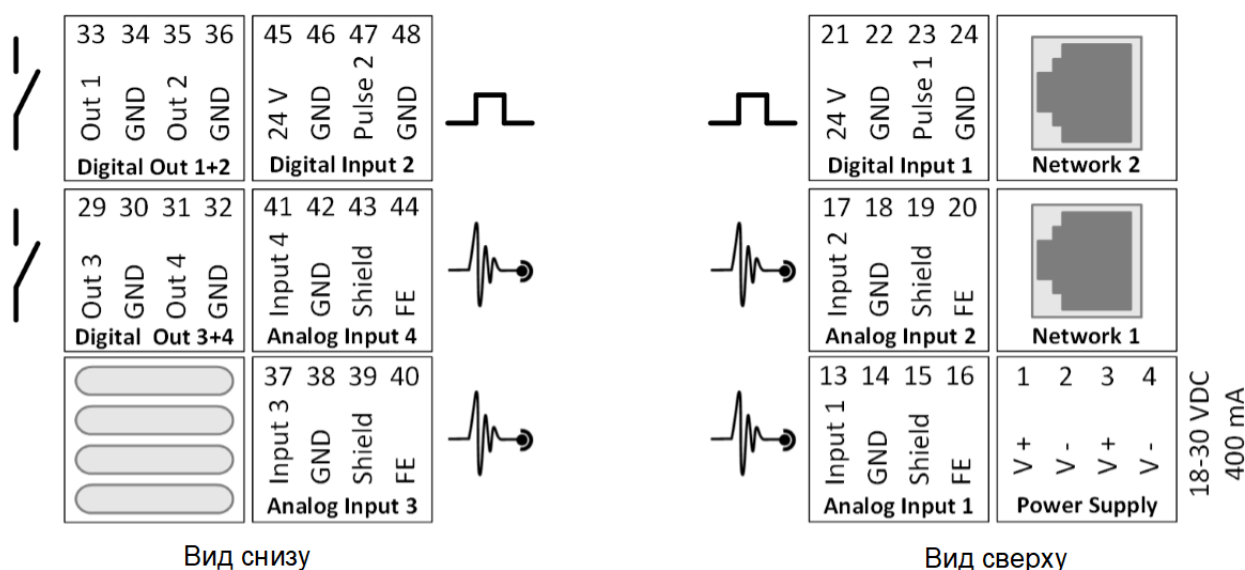 33 34 35 36
Out 1 GND Out 2 GND
Digital Out 1+2
45 46 47 48
24 V GND Pulse 2 GND
Digital Input 2
21 22 23 24
24 V GND Pulse 1 GND
Digital Input 1
Network 2
29 30 31 32
Out 3 GND Out 4 GND
Digital Out 3+4
41 42 43 44
Input 4 GND Shield FE
Analog Input 4
17 18 19 20
Input 2 GND Shield FE
Analog Input 2
Network 1
37 38 39 40
Input 3 GND Shield FE
Analog Input 3
13 14 15 16
Input 1 GND Shield FE
Analog Input 1
1 2 3 4
V + V - V + V -
Power Supply
18-30 VDC
400 mA
Вид снизу
Вид сверху